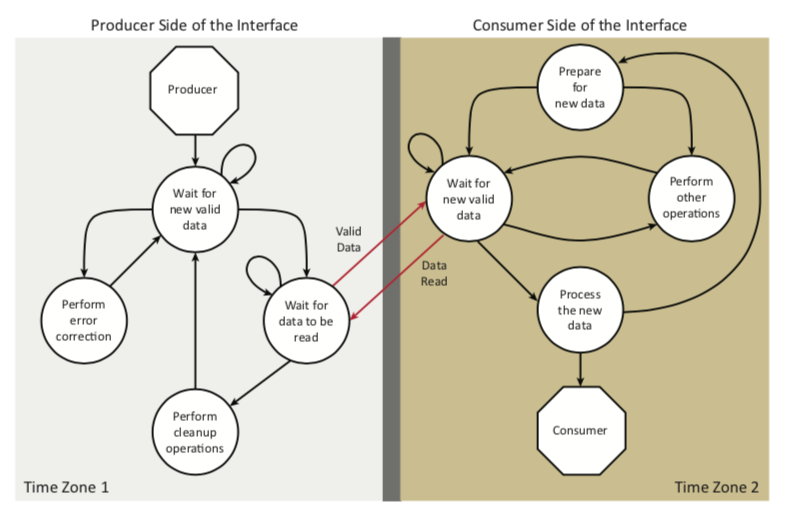 Producer Side of the Interface
Consumer Side of the Interface
Producer
Wait for
new valid
data
Perform
error
correction
Wait for
data to be
read
Perform
cleanup
operations
Time Zone 1
Valid
Data
Data
Read
Prepare
for
new data
Wait for
new valid
data
Perform
other
operations
Process
the new
data
Consumer
Time Zone 2